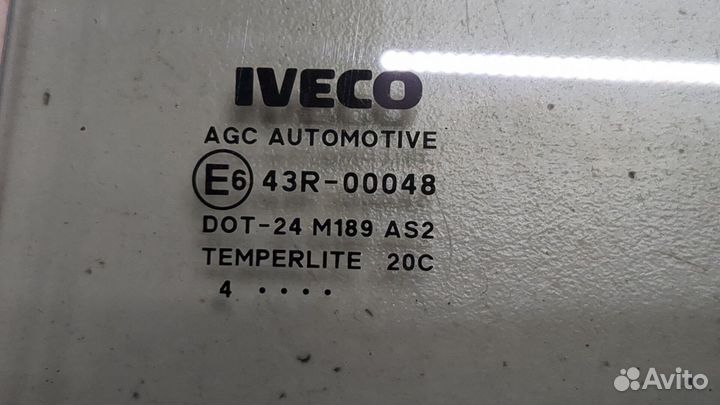 IVECO
AGC AUTOMOTIVE
E6 43R-00048
DOT-24 M189 AS2
TEMPERLITE 20C
4 ....
Avito